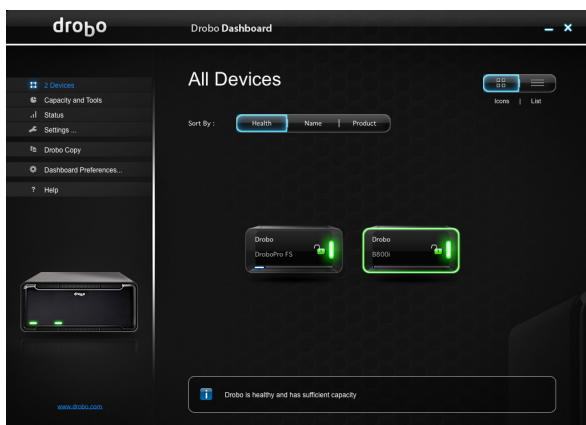 drobo
Drobo Dashboard
All Devices
2 Devices
Capacity and Tools
Status
Settings ...
Drobo Copy
Dashboard Preferences...
? Help
Icons | List
Sort By :
Health Name | Product
Drobo
DroboPro FS
Drobo
B800i
drobo
i Drobo is healthy and has sufficient capacity
www.drobo.com